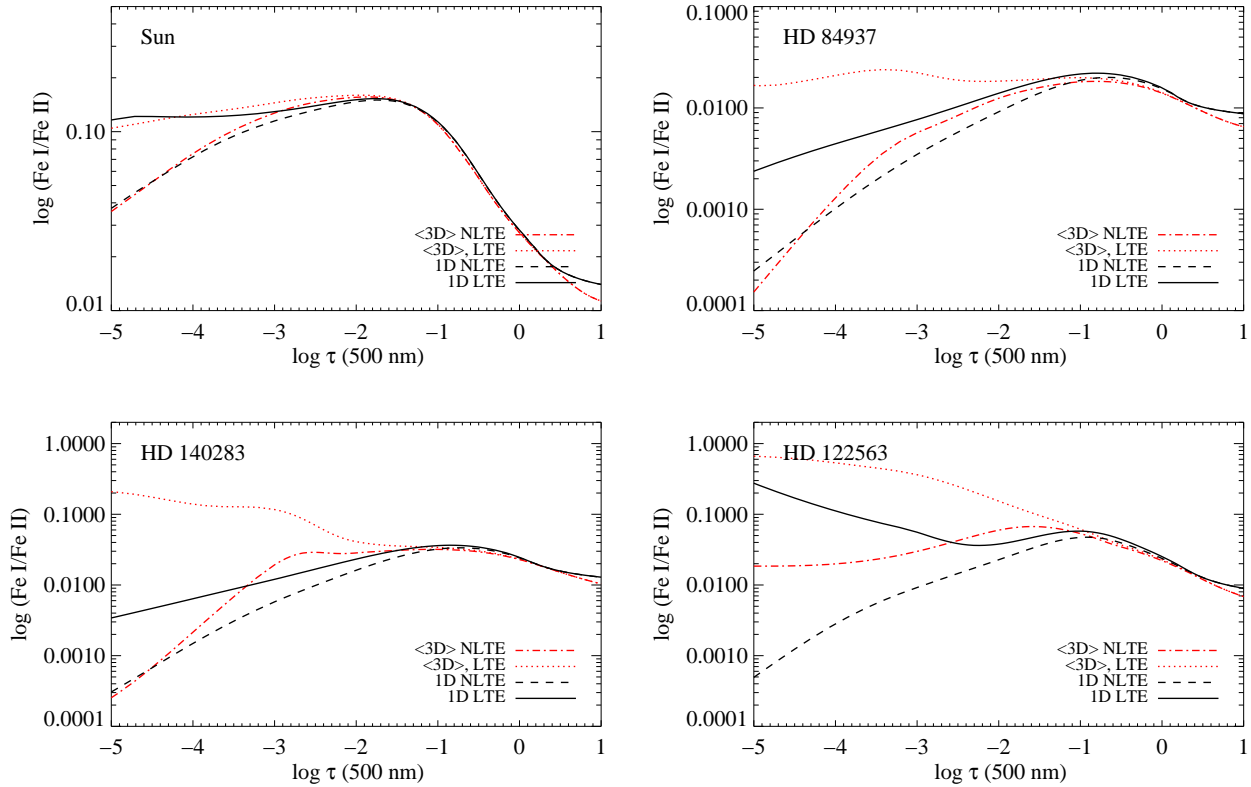 Sun
log (Fe I/Fe II)
0.10
0.01
<3D> NLTE
<3D>, LTE
1D NLTE
1D LTE
−5 −4 −3 −2 −1 0 1
log τ (500 nm)
HD 84937
log (Fe I/Fe II)
0.1000
0.0100
0.0010
0.0001
<3D> NLTE
<3D>, LTE
1D NLTE
1D LTE
−5 −4 −3 −2 −1 0 1
log τ (500 nm)
HD 140283
log (Fe I/Fe II)
1.0000
0.1000
0.0100
0.0010
0.0001
<3D> NLTE
<3D>, LTE
1D NLTE
1D LTE
−5 −4 −3 −2 −1 0 1
log τ (500 nm)
HD 122563
log (Fe I/Fe II)
1.0000
0.1000
0.0100
0.0010
0.0001
<3D> NLTE
<3D>, LTE
1D NLTE
1D LTE
−5 −4 −3 −2 −1 0 1
log τ (500 nm)